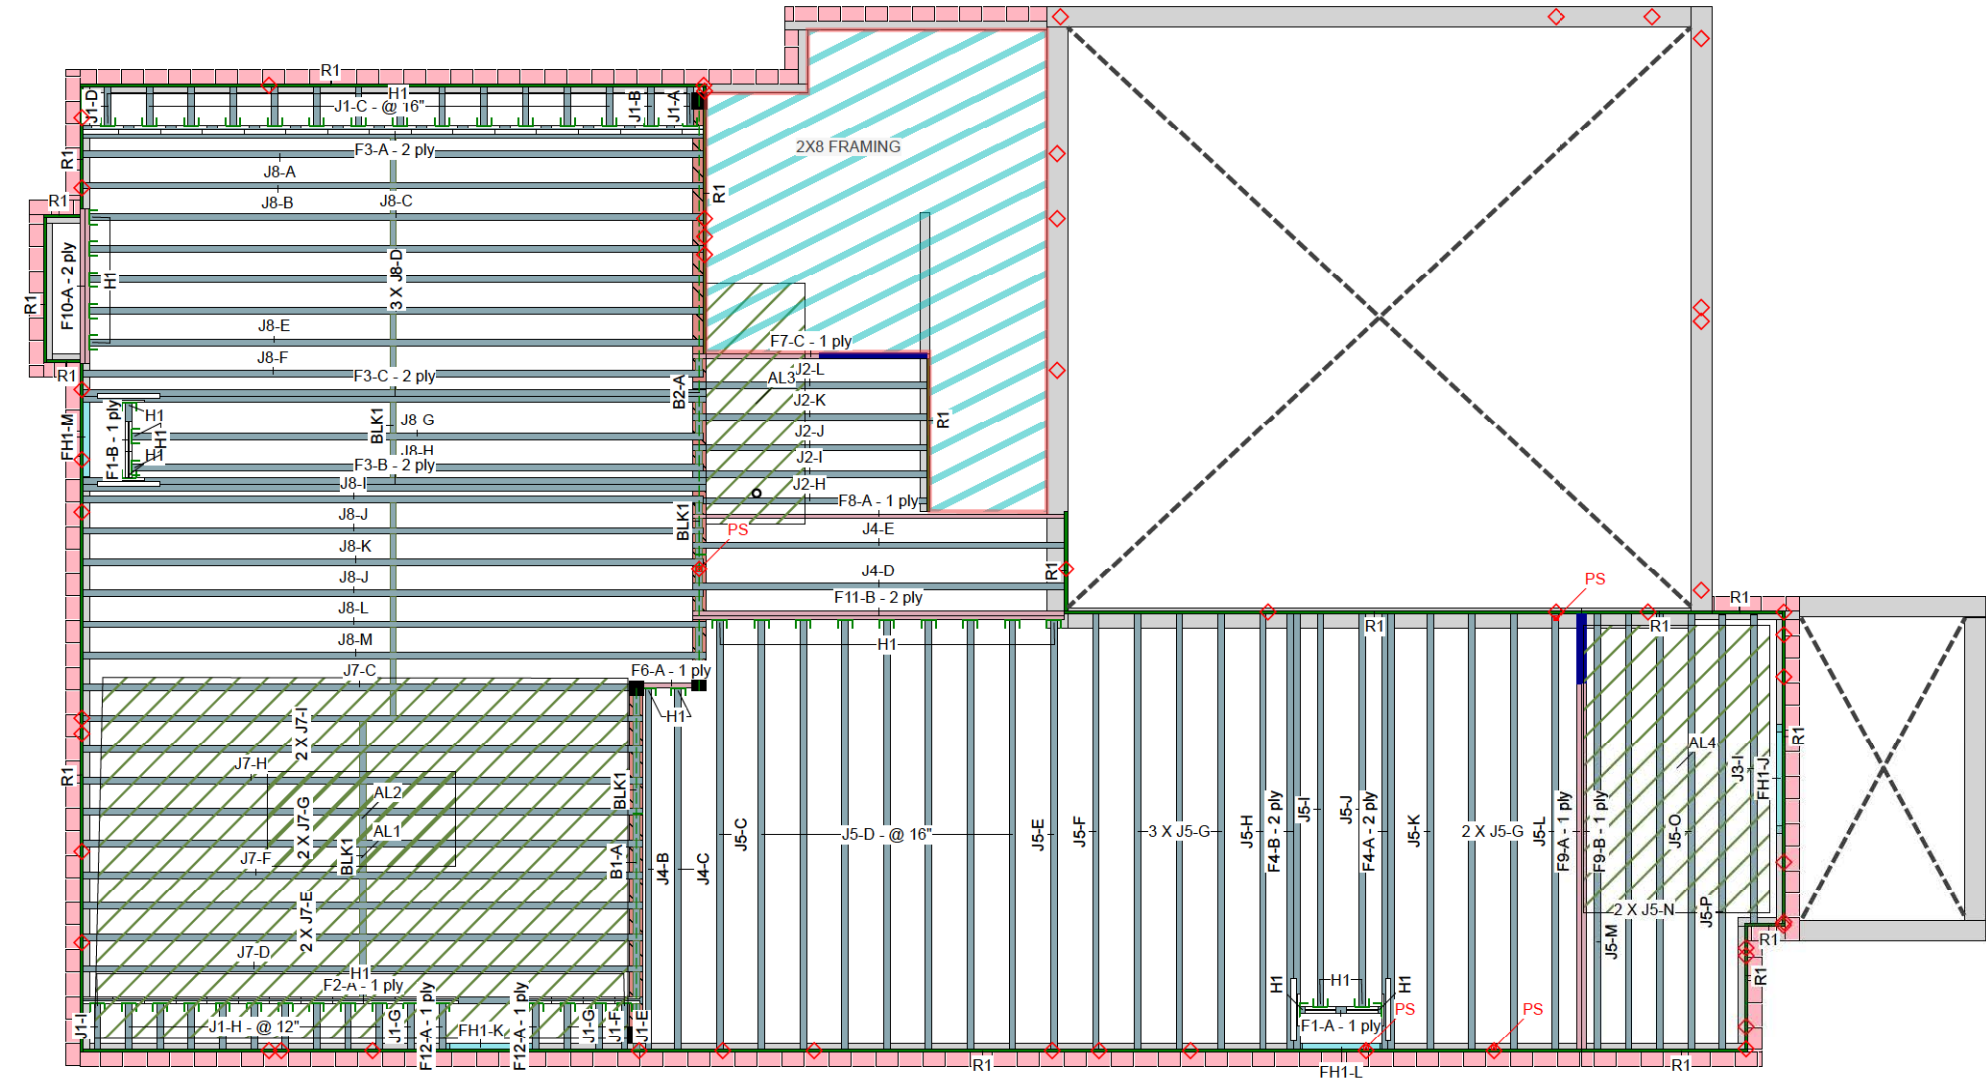 R1
J1-D
H1
J1-C - @ 16"
J1-B
J1-A
F3-A - 2 ply
2X8 FRAMING
R1
J8-A
R1
J8-B
J8-C
R1
F10-A - 2 ply
H1
3 X J8-D
R1
J8-E
F7-C - 1 ply
J8-F
R1
F3-C - 2 ply
J2-L
AL3
B2-A
J2-K
FH1-M
F1-B - 1 ply
H1
H1
H1
BLK1
J8 G
J2-J
R1
J8-H
F3-B - 2 ply
J2-I
J8-I
J2-H
F8-A - 1 ply
J8-J
BLK1
PS
J4-E
J8-K
J8-J
J4-D
R1
PS
F11-B - 2 ply
R1
J8-L
R1
R1
J8-M
H1
J7-C
F6-A - 1 ply
H1
2 X J7-I
R1
AL4
J7-H
R1
J3-I
FH1-J
BLK1
AL2
2 X J7-G
AL1
J7-F
BLK1
B1-A
J4-B
J4-C
J5-C
J5-D - @ 16"
J5-E
J5-F
3 X J5-G
J5-H
F4-B - 2 ply
J5-I
J5-J
F4-A - 2 ply
J5-K
2 X J5-G
J5-L
F9-A - 1 ply
F9-B - 1 ply
J5-O
2 X J5-N
J5-P
J5-M
2 X J7-E
R1
J7-D
H1
F2-A - 1 ply
R1
H1
H1
H1
J1-I
J1-H - @ 12"
J1-G
F12-A - 1 ply
FH1-K
F12-A - 1 ply
J1-G
J1-F
J1-E
F1-A - 1 ply
PS
PS
R1
FH1-L
R1